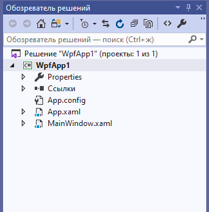 Обозреватель решений
Обозреватель решений — поиск (Ctrl+ж)
Решение "WpfApp1" (проекты: 1 из 1)
WpfApp1
Properties
Ссылки
App.config
App.xaml
MainWindow.xaml